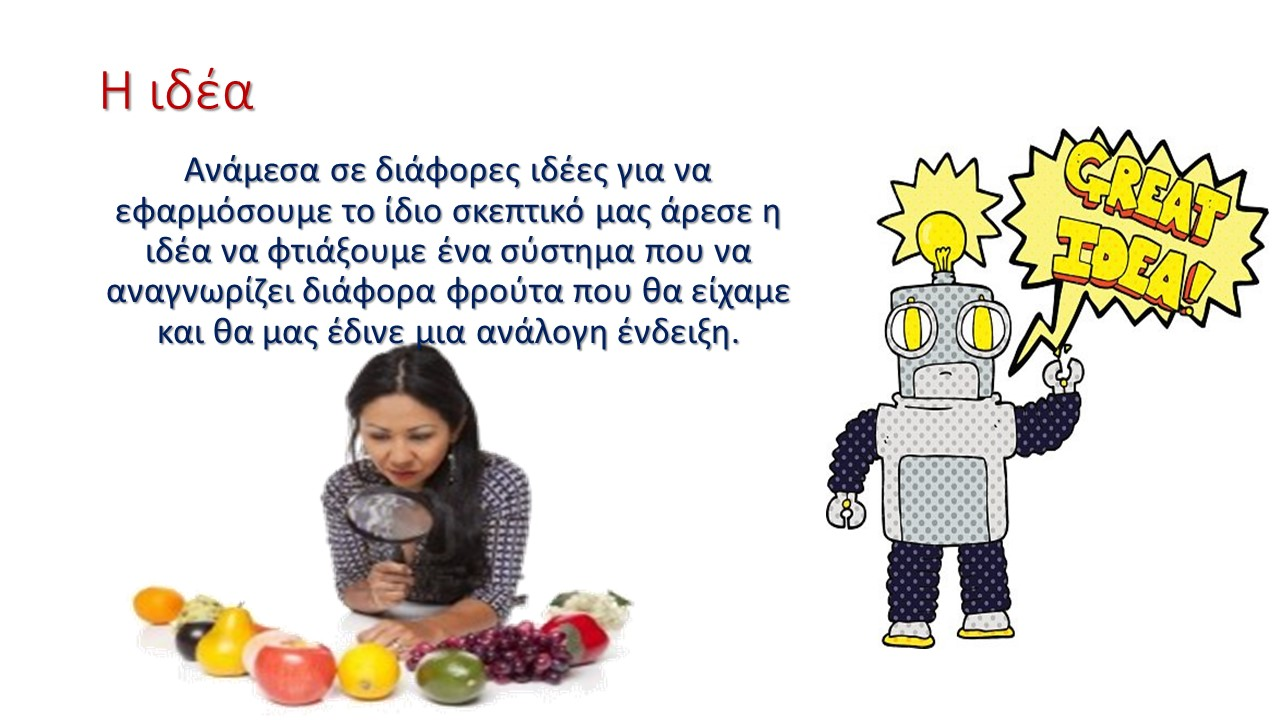 Η ιδέα
Ανάμεσα σε διάφορες ιδέες για να
εφαρμόσουμε το ίδιο σκεπτικό μας άρεσε η
ιδέα να φτιάξουμε ένα σύστημα που να
αναγνωρίζει διάφορα φρούτα που θα είχαμε
και θα μας έδινε μια ανάλογη ένδειξη.
GREAT
IDEA!